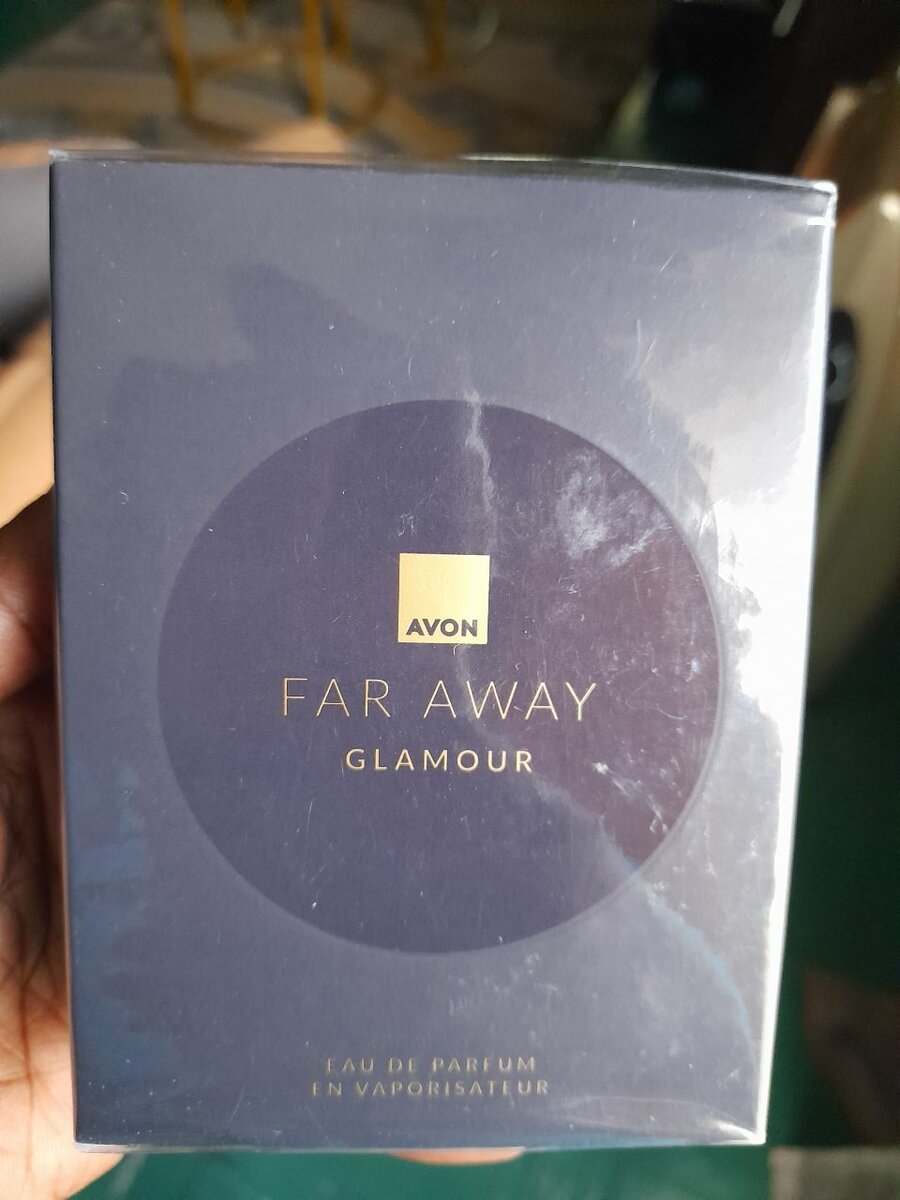 AVON
FAR AWAY
GLAMOUR
EAU DE PARFUM
EN VAPORISATEUR